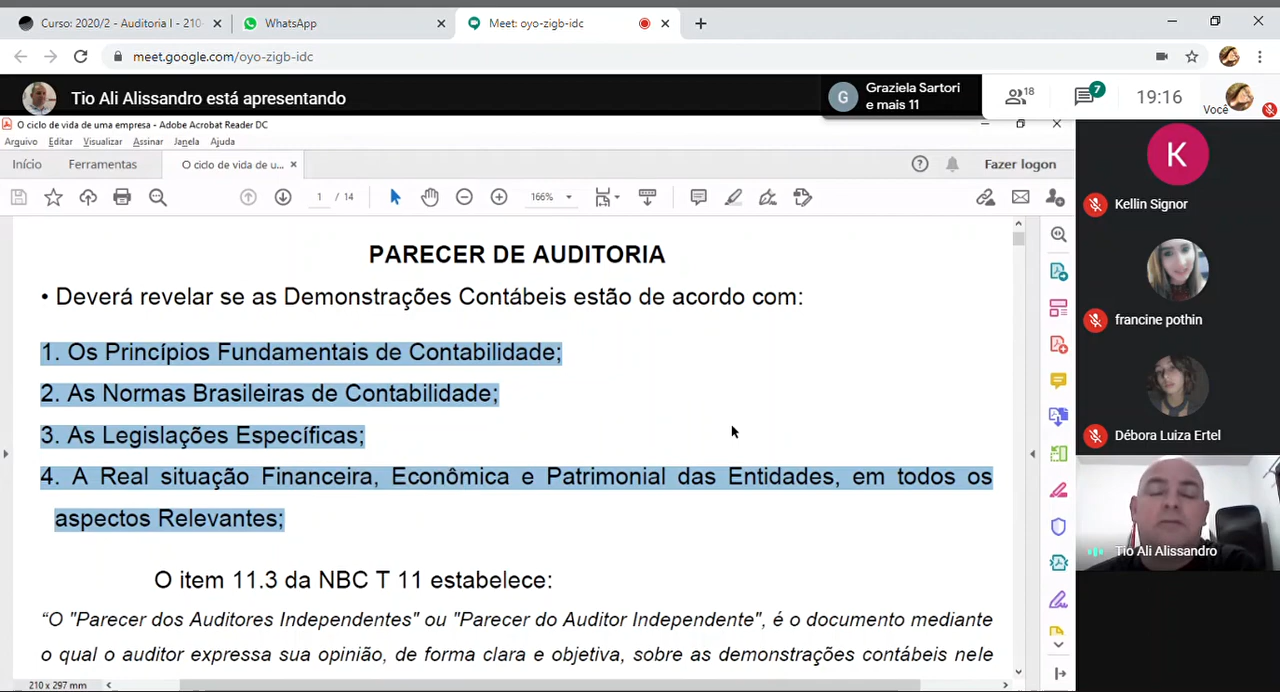 Curso: 2020/2 - Auditoria I - 210
WhatsApp
Meet: oyo-zigb-idc
meet.google.com/oyo-zigb-idc
Tio Ali Alissandro está apresentando
G
Graziela Sartori
e mais 11
18
7
19:16
Você
O ciclo de vida de uma empresa - Adobe Acrobat Reader DC
Arquivo Editar Visualizar Assinar Janela Ajuda
Início
Ferramentas
O ciclo de vida de u...
Fazer logon
1 / 14
166%
PARECER DE AUDITORIA
• Deverá revelar se as Demonstrações Contábeis estão de acordo com:
1. Os Princípios Fundamentais de Contabilidade;
2. As Normas Brasileiras de Contabilidade;
3. As Legislações Específicas;
4. A Real situação Financeira, Econômica e Patrimonial das Entidades, em todos os
aspectos Relevantes;
O item 11.3 da NBC T 11 estabelece:
“O "Parecer dos Auditores Independentes" ou "Parecer do Auditor Independente", é o documento mediante
o qual o auditor expressa sua opinião, de forma clara e objetiva, sobre as demonstrações contábeis nele
210 x 297 mm
K
Kellin Signor
francine pothin
Débora Luiza Ertel
Tio Ali Alissandro